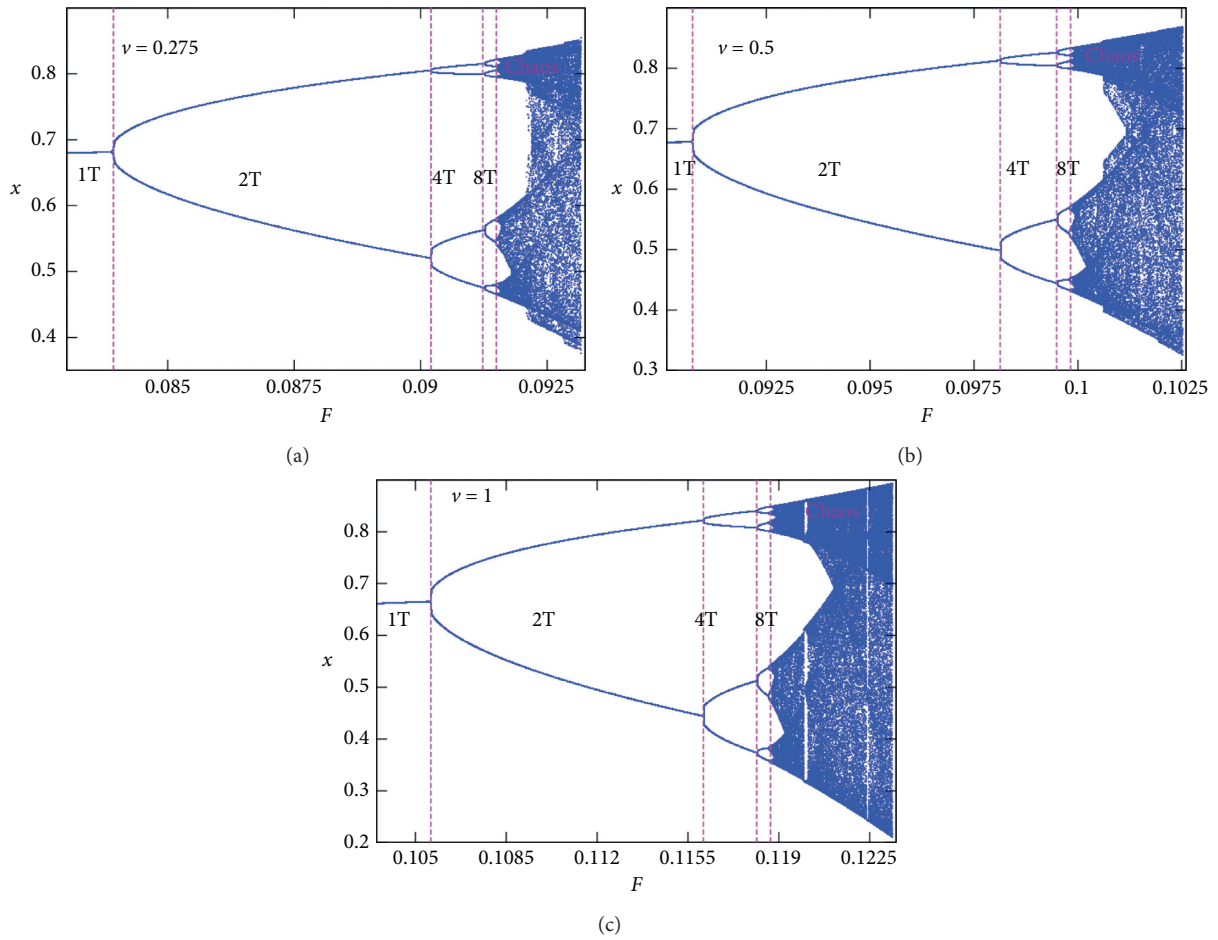 ν = 0.275
0.8
Chaos
0.7
1T 2T 4T 8T
x
0.6
0.5
0.4
0.085 0.0875 0.09 0.0925
F
(a)
ν = 0.5
0.8
Chaos
0.7
1T 2T 4T 8T
x
0.6
0.5
0.4
0.3
0.0925 0.095 0.0975 0.1 0.1025
F
(b)
ν = 1
0.8
Chaos
0.7
1T 2T 4T 8T
0.6
x
0.5
0.4
0.3
0.2
0.105 0.1085 0.112 0.1155 0.119 0.1225
F
(c)